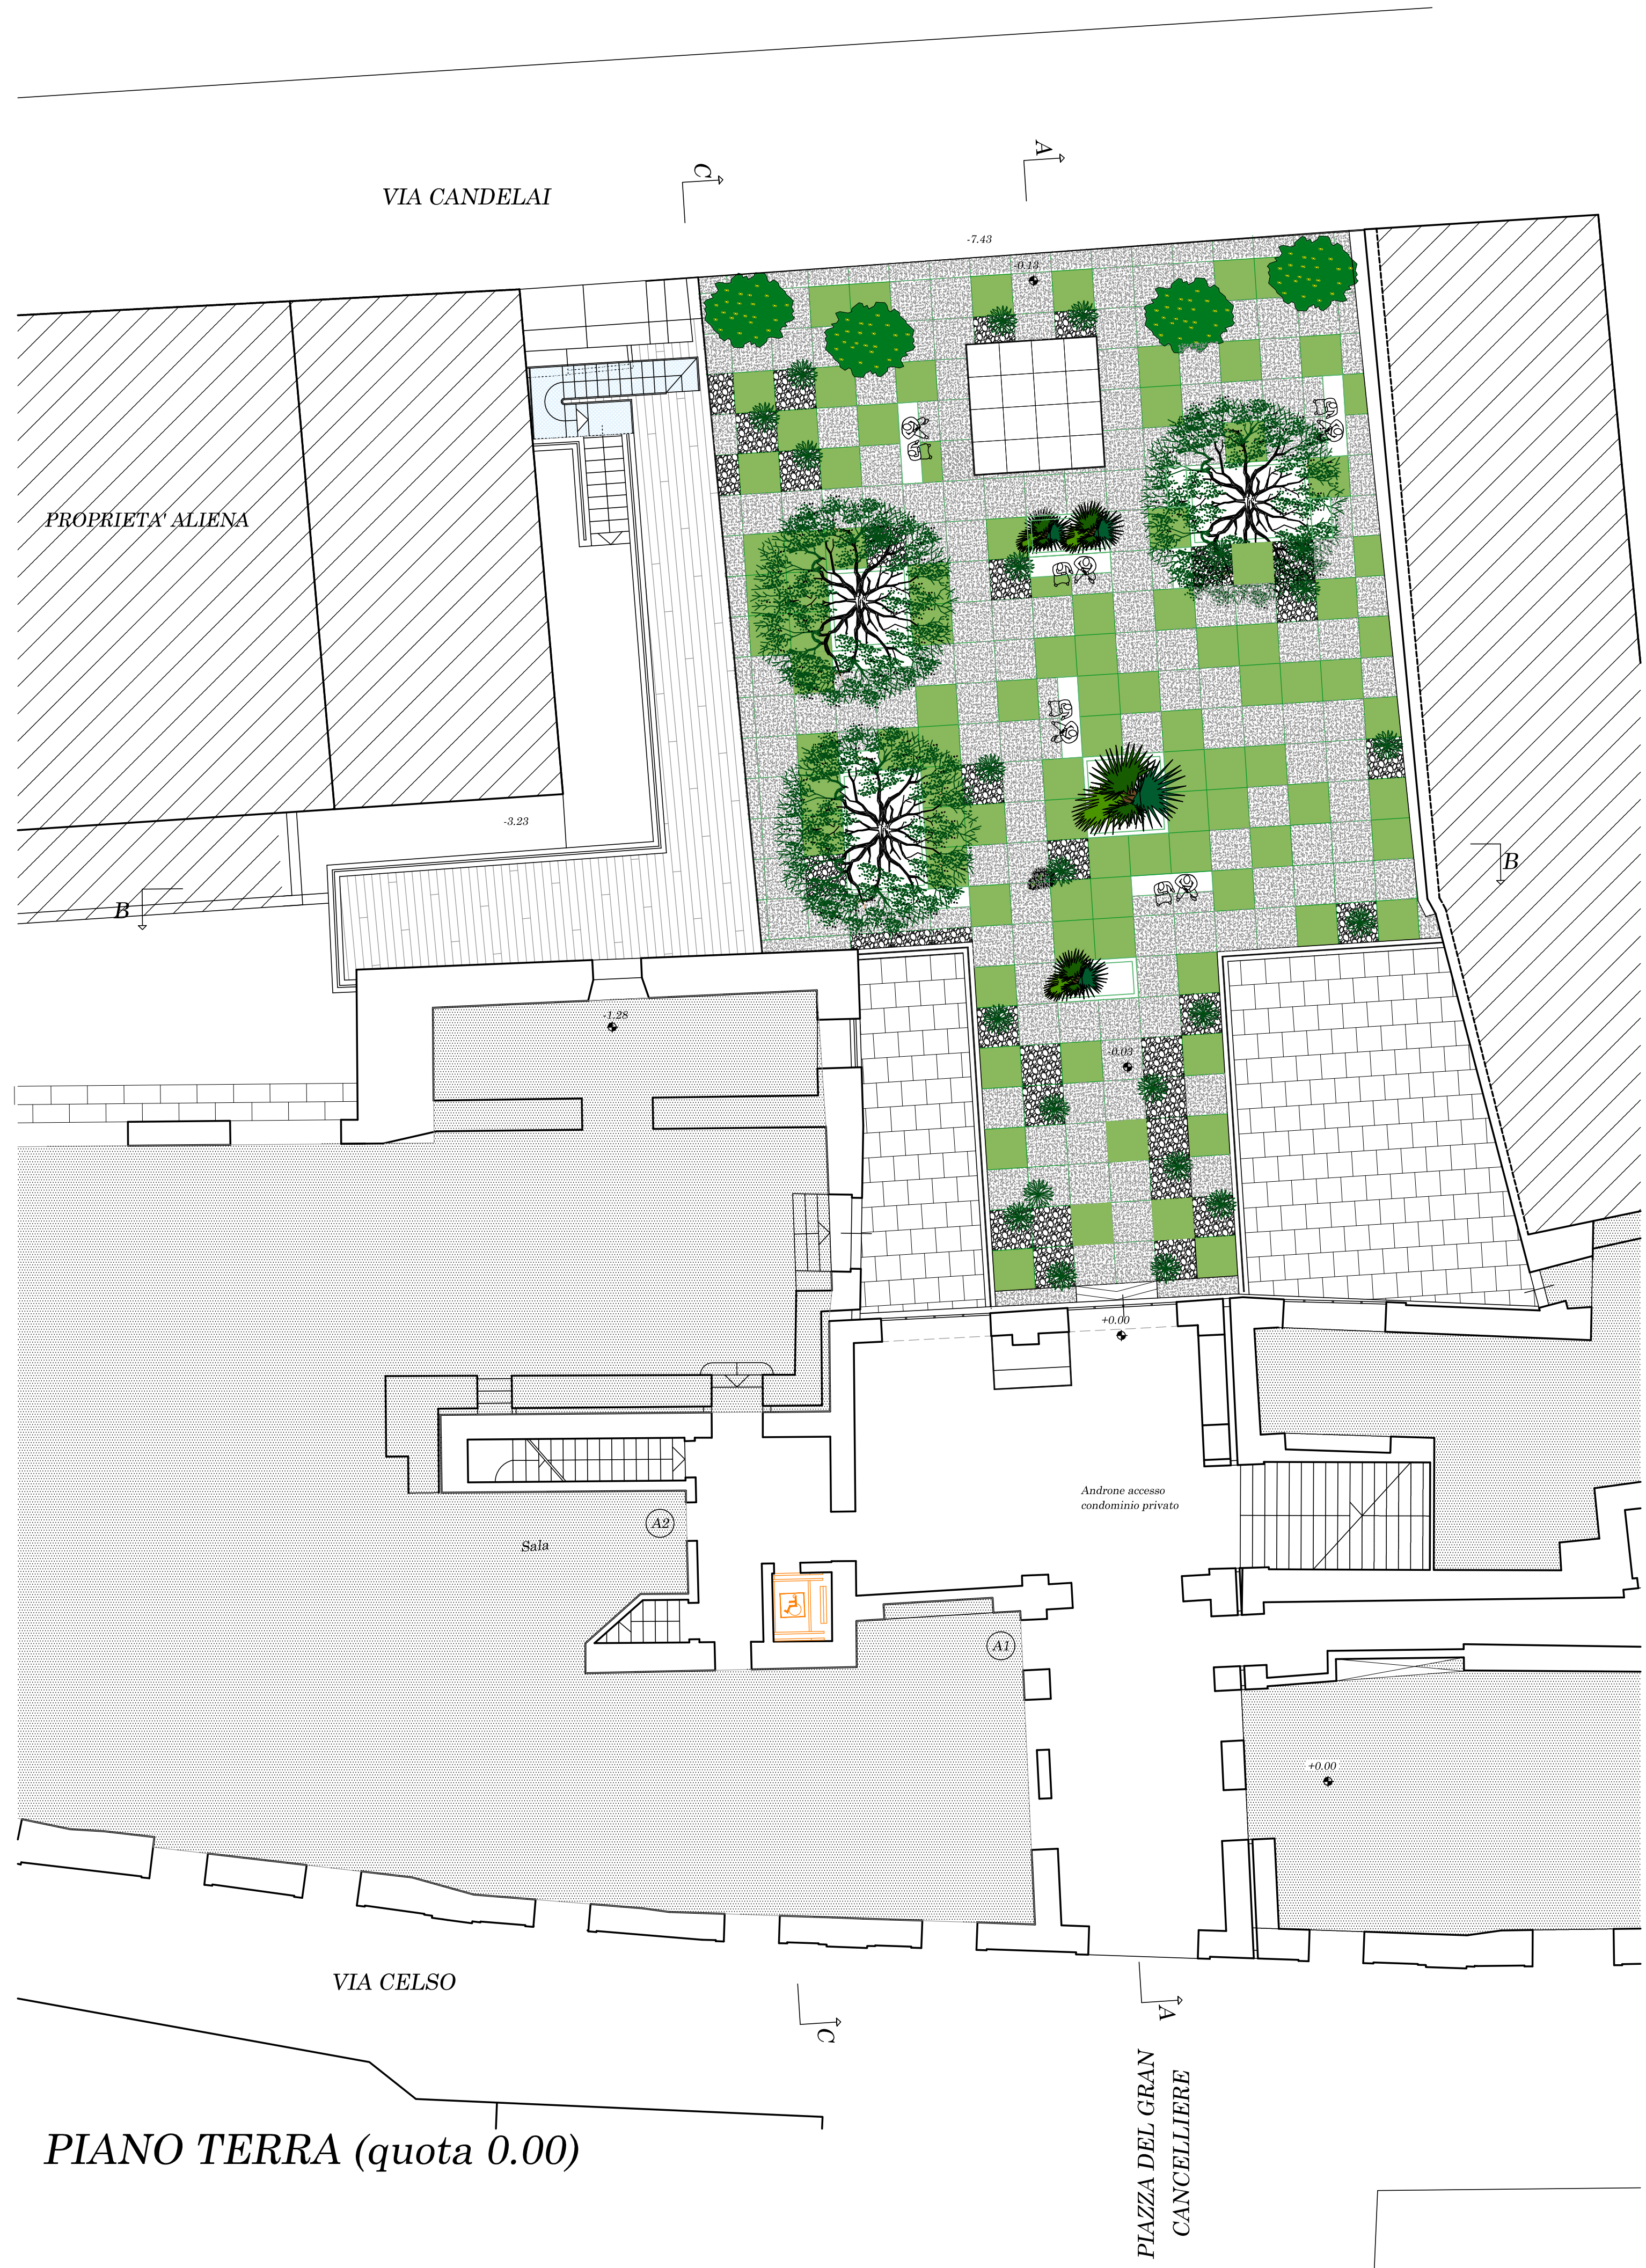 A
C
VIA CANDELAI
-7.43
-0.13
PROPRIETA' ALIENA
-3.23
B
B
-1.28
-0.03
+0.00
Androne accesso
condominio privato
A2
Sala
A1
+0.00
VIA CELSO
A
C
PIAZZA DEL GRAN
CANCELLIERE
PIANO TERRA (quota 0.00)